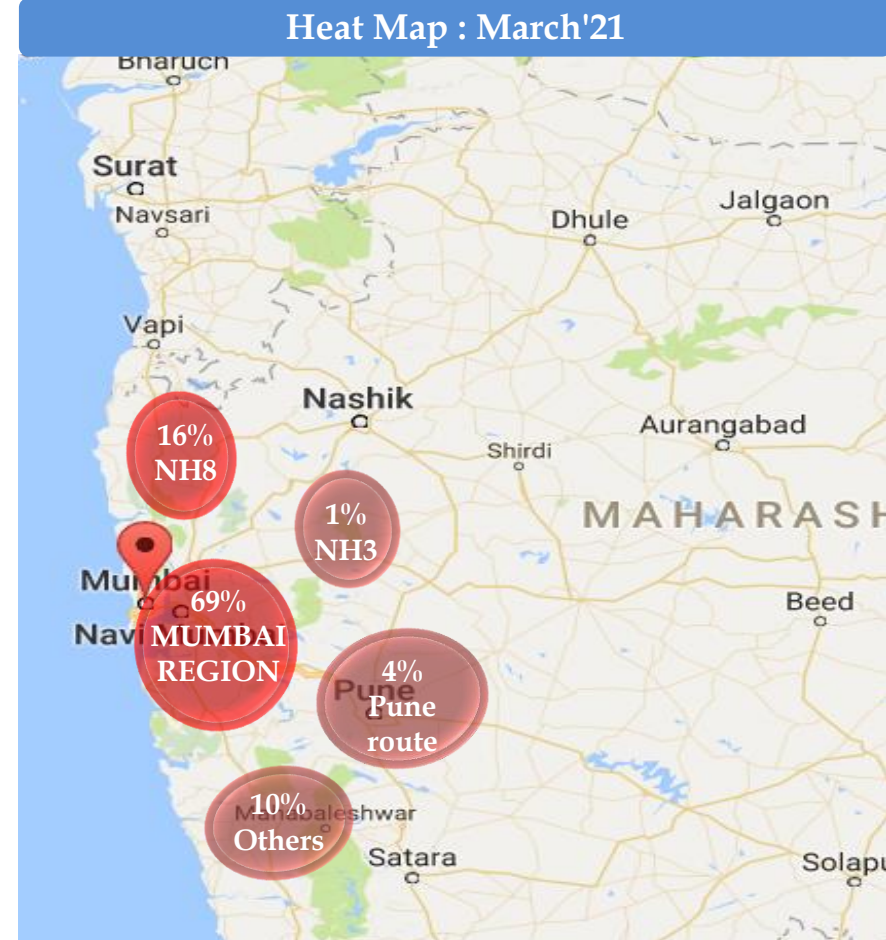 Heat Map : March'21
Bharuch
Surat
Navsari
Dhule
Jalgaon
Vapi
Nashik
Aurangabad
Shirdi
16%
NH8
1%
NH3
MAHARASH
Mumbai
Beed
69%
Navi MUMBAI
REGION
4%
Pune
Pune
route
10%
Mahabaleshwar
Others
Satara
Solapu